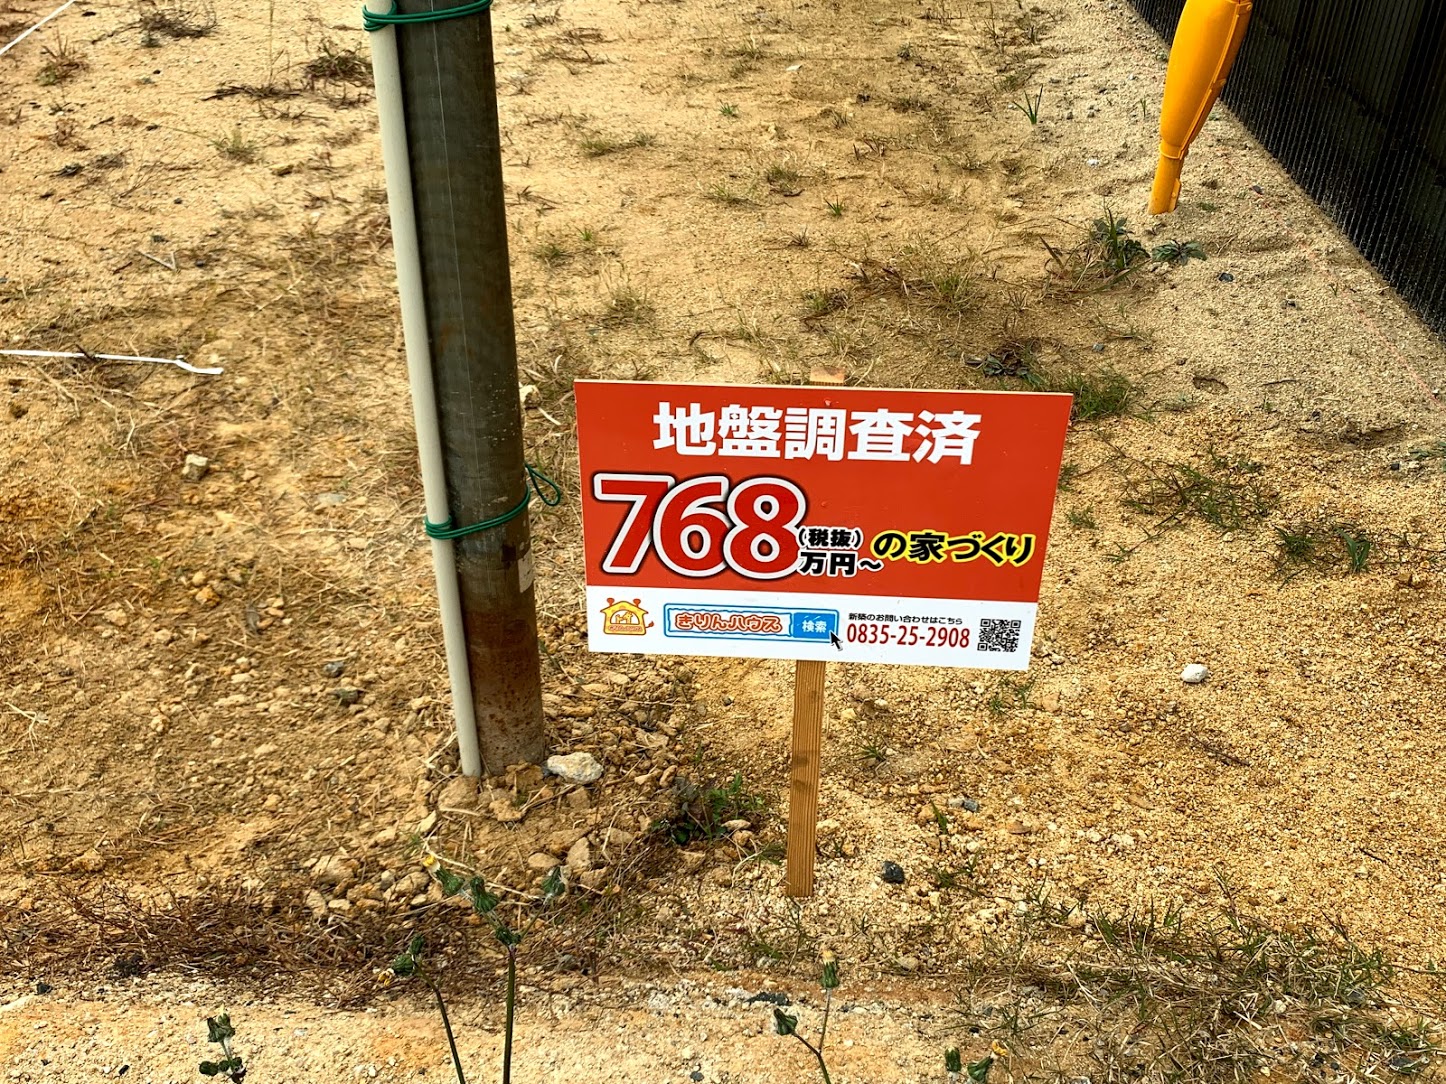 地盤調査済
768(税抜)万円～の家づくり
きりんハウス 検索
新築のお問い合わせはこちら
0835-25-2908